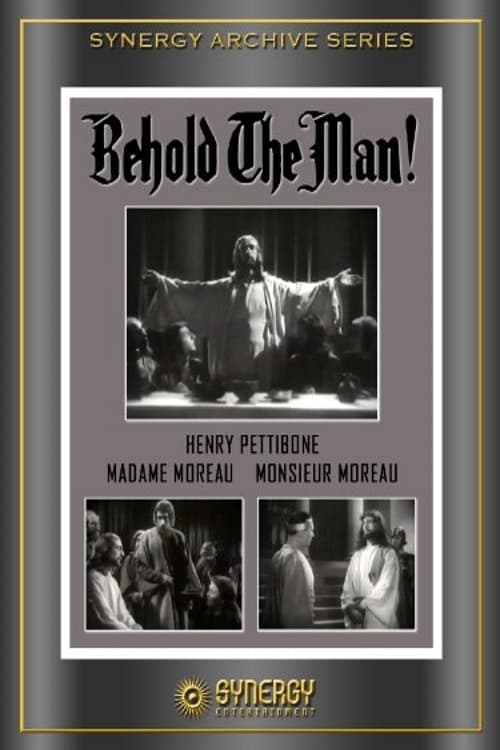 SYNERGY ARCHIVE SERIES
Behold The Man!
HENRY PETTIBONE
MADAME MOREAU MONSIEUR MOREAU
SYNERGY
ENTERTAINMENT